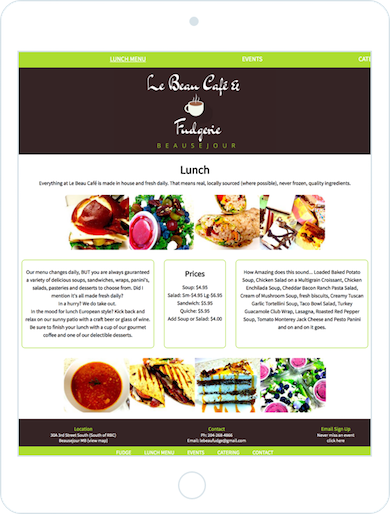 LUNCH MENU EVENTS CATE
Le Beau Café &
Fudgerie
BEAUSEJOUR
Lunch
Everything at Le Beau Café is made in house and fresh daily. That means real, locally sourced (where possible), never frozen, quality ingredients.
Our menu changes daily, BUT you are always guaranteed
a variety of delicious soups, sandwiches, wraps, panini's,
salads, pasteries and desserts to choose from. Did I
mention it's all made fresh daily?
In a hurry? We do take out.
In the mood for lunch European style? Kick back and
relax on our sunny patio with a craft beer or glass of wine.
Be sure to finish your lunch with a cup of our gourmet
coffee and one of our delectible desserts.
Prices
Soup: $4.95
Salad: Sm-$4.95 Lg-$6.95
Sandwich: $5.95
Quiche: $5.95
Add Soup or Salad: $4.00
How Amazing does this sound... Loaded Baked Potato
Soup, Chicken Salad on a Multigrain Croissant, Chicken
Enchilada Soup, Cheddar Bacon Ranch Pasta Salad,
Cream of Mushroom Soup, fresh biscuits, Creamy Tuscan
Garlic Tortellini Soup, Taco Bowl Salad, Turkey
Guacamole Club Wrap, Lasagna, Roasted Red Pepper
Soup, Tomato Monterey Jack Cheese and Pesto Panini
and on and on it goes.
Location
30A 3rd Street South (South of RBC)
Beausejour MB (view map)
Contact
Ph: 204-268-4066
Email: lebeaufudge@gmail.com
Email Sign Up
Never miss an event
click here
FUDGE LUNCH MENU EVENTS CATERING CONTACT